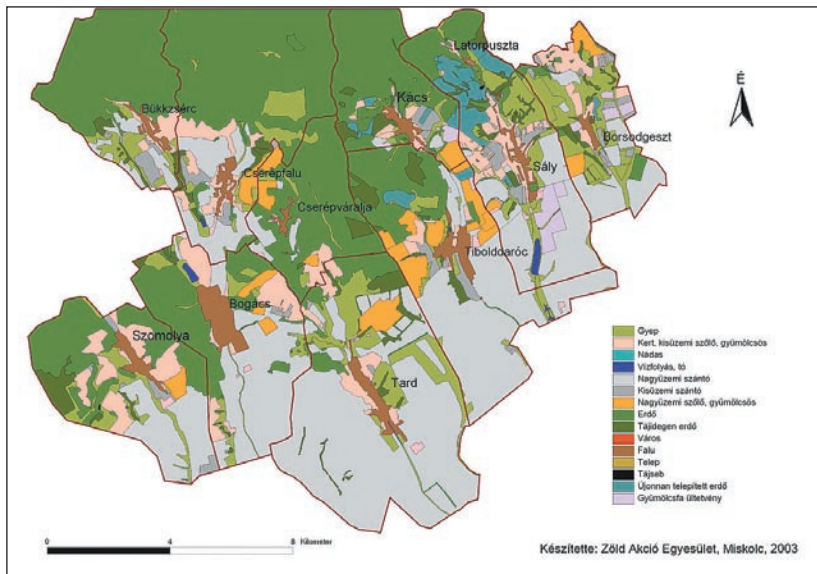 Latorpuszta
É
Bükkzsérc
Kács
Borsodgeszt
Sály
Cserépfalu
Cserépváralja
Tibolddaróc
Bogács
Szomolya
Tard
Gyep
Kert, kisüzemi szőlő, gyümölcsös
Nádas
Vízfolyás, tó
Nagyüzemi szántó
Kisüzemi szántó
Nagyüzemi szőlő, gyümölcsös
Erdő
Tájidegen erdő
Város
Falu
Telep
Tájseb
Újonnan telepített erdő
Gyümölcsfa ültetvény
0 4 8 Kilometer
Készítette: Zöld Akció Egyesület, Miskolc, 2003